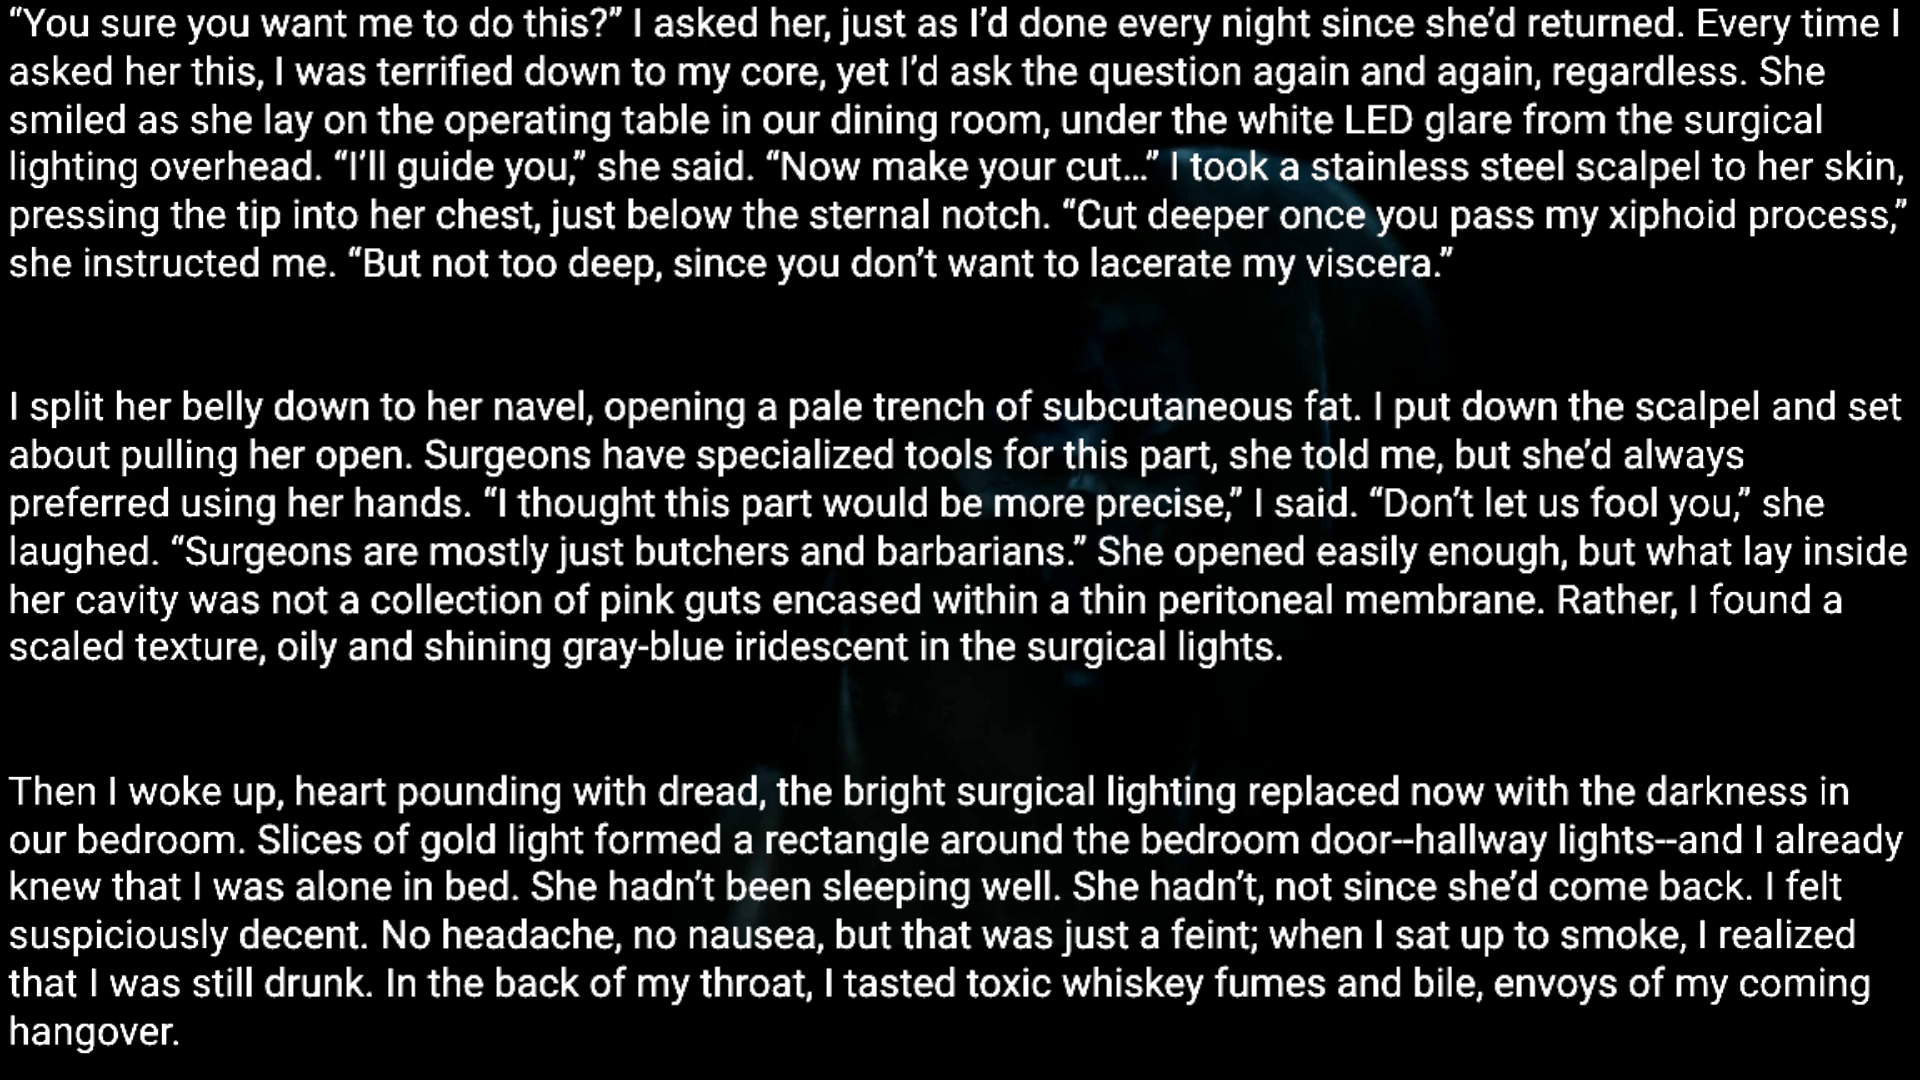 “You sure you want me to do this?” I asked her, just as I’d done every night since she’d returned. Every time I
asked her this, I was terrified down to my core, yet I’d ask the question again and again, regardless. She
smiled as she lay on the operating table in our dining room, under the white LED glare from the surgical
lighting overhead. “I’ll guide you,” she said. “Now make your cut…” I took a stainless steel scalpel to her skin,
pressing the tip into her chest, just below the sternal notch. “Cut deeper once you pass my xiphoid process,”
she instructed me. “But not too deep, since you don’t want to lacerate my viscera.”
I split her belly down to her navel, opening a pale trench of subcutaneous fat. I put down the scalpel and set
about pulling her open. Surgeons have specialized tools for this part, she told me, but she’d always
preferred using her hands. “I thought this part would be more precise,” I said. “Don’t let us fool you,” she
laughed. “Surgeons are mostly just butchers and barbarians.” She opened easily enough, but what lay inside
her cavity was not a collection of pink guts encased within a thin peritoneal membrane. Rather, I found a
scaled texture, oily and shining gray-blue iridescent in the surgical lights.
Then I woke up, heart pounding with dread, the bright surgical lighting replaced now with the darkness in
our bedroom. Slices of gold light formed a rectangle around the bedroom door--hallway lights--and I already
knew that I was alone in bed. She hadn’t been sleeping well. She hadn’t, not since she’d come back. I felt
suspiciously decent. No headache, no nausea, but that was just a feint; when I sat up to smoke, I realized
that I was still drunk. In the back of my throat, I tasted toxic whiskey fumes and bile, envoys of my coming
hangover.